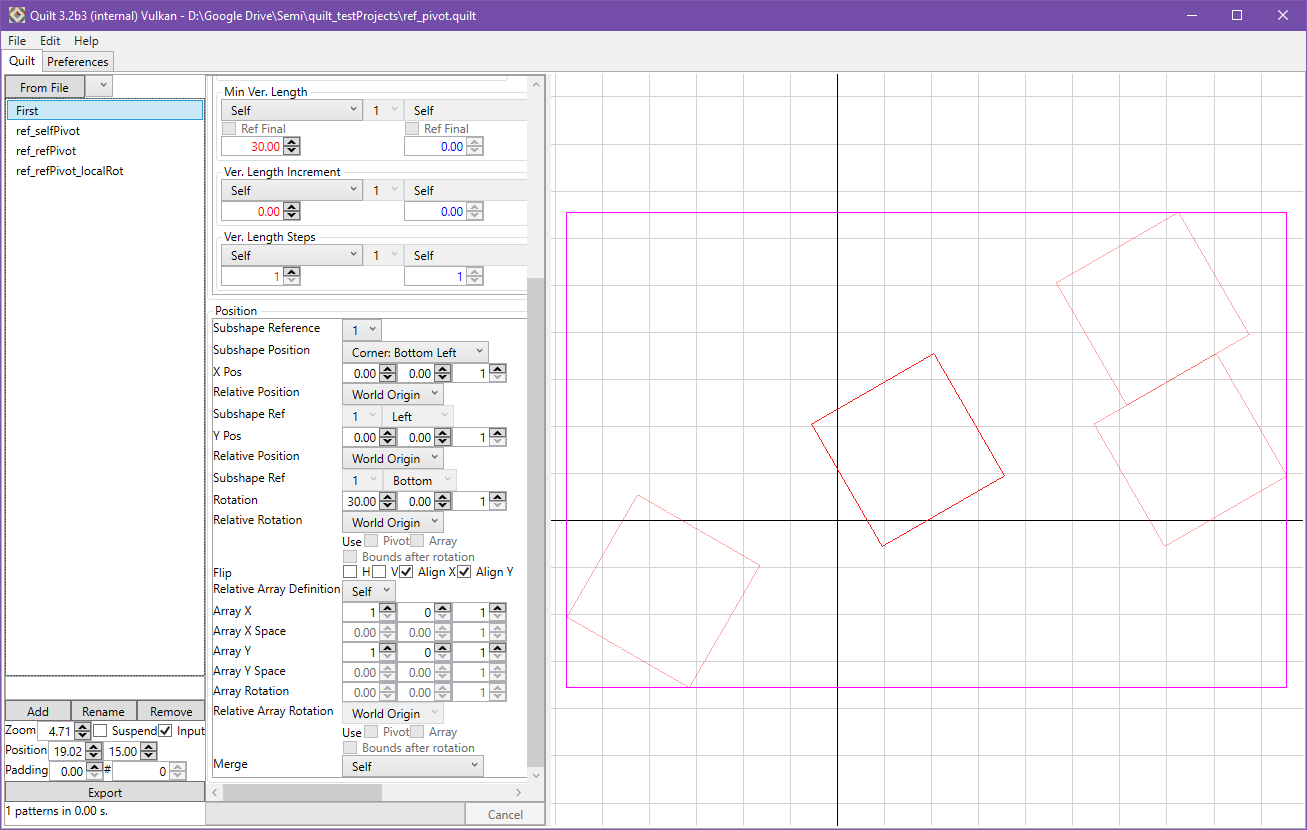 Quilt 3.2b3 (internal) Vulkan - D:\Google Drive\Semi\quilt_testProjects\ref_pivot.quilt
File Edit Help
Quilt Preferences
From File
First
ref_selfPivot
ref_refPivot
ref_refPivot_localRot
Add Rename Remove
Zoom 4.71 Suspend Input
Position 19.02 15.00
Padding 0.00 # 0
Export
1 patterns in 0.00 s.
Min Ver. Length
Self 1 Self
Ref Final Ref Final
30.00 0.00
Ver. Length Increment
Self 1 Self
0.00 0.00
Ver. Length Steps
Self 1 Self
1 1
Position
Subshape Reference 1
Subshape Position Corner: Bottom Left
X Pos 0.00 0.00 1
Relative Position World Origin
Subshape Ref 1 Left
Y Pos 0.00 0.00 1
Relative Position World Origin
Subshape Ref 1 Bottom
Rotation 30.00 0.00 1
Relative Rotation World Origin
Use Pivot Array
Bounds after rotation
Flip H V Align X Align Y
Relative Array Definition Self
Array X 1 0 1
Array X Space 0.00 0.00 1
Array Y 1 0 1
Array Y Space 0.00 0.00 1
Array Rotation 0.00 0.00 1
Relative Array Rotation World Origin
Use Pivot Array
Bounds after rotation
Merge Self
Cancel